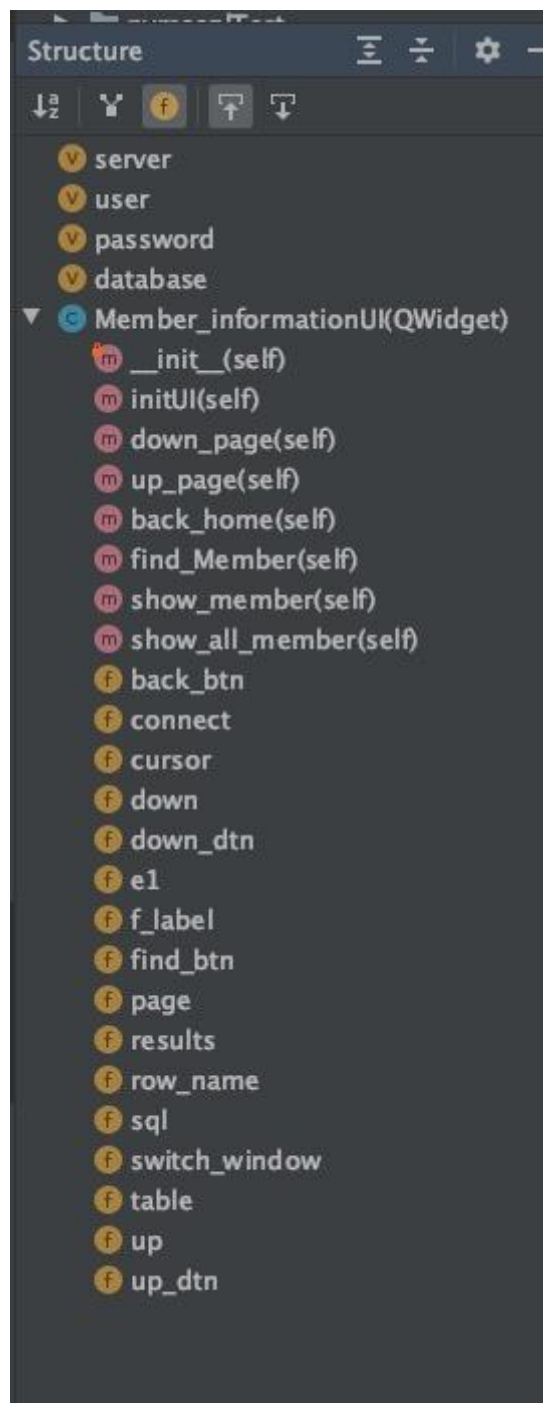 Structure
server
user
password
database
Member_informationUI(QWidget)
__init__(self)
initUI(self)
down_page(self)
up_page(self)
back_home(self)
find_Member(self)
show_member(self)
show_all_member(self)
back_btn
connect
cursor
down
down_dtn
e1
f_label
find_btn
page
results
row_name
sql
switch_window
table
up
up_dtn